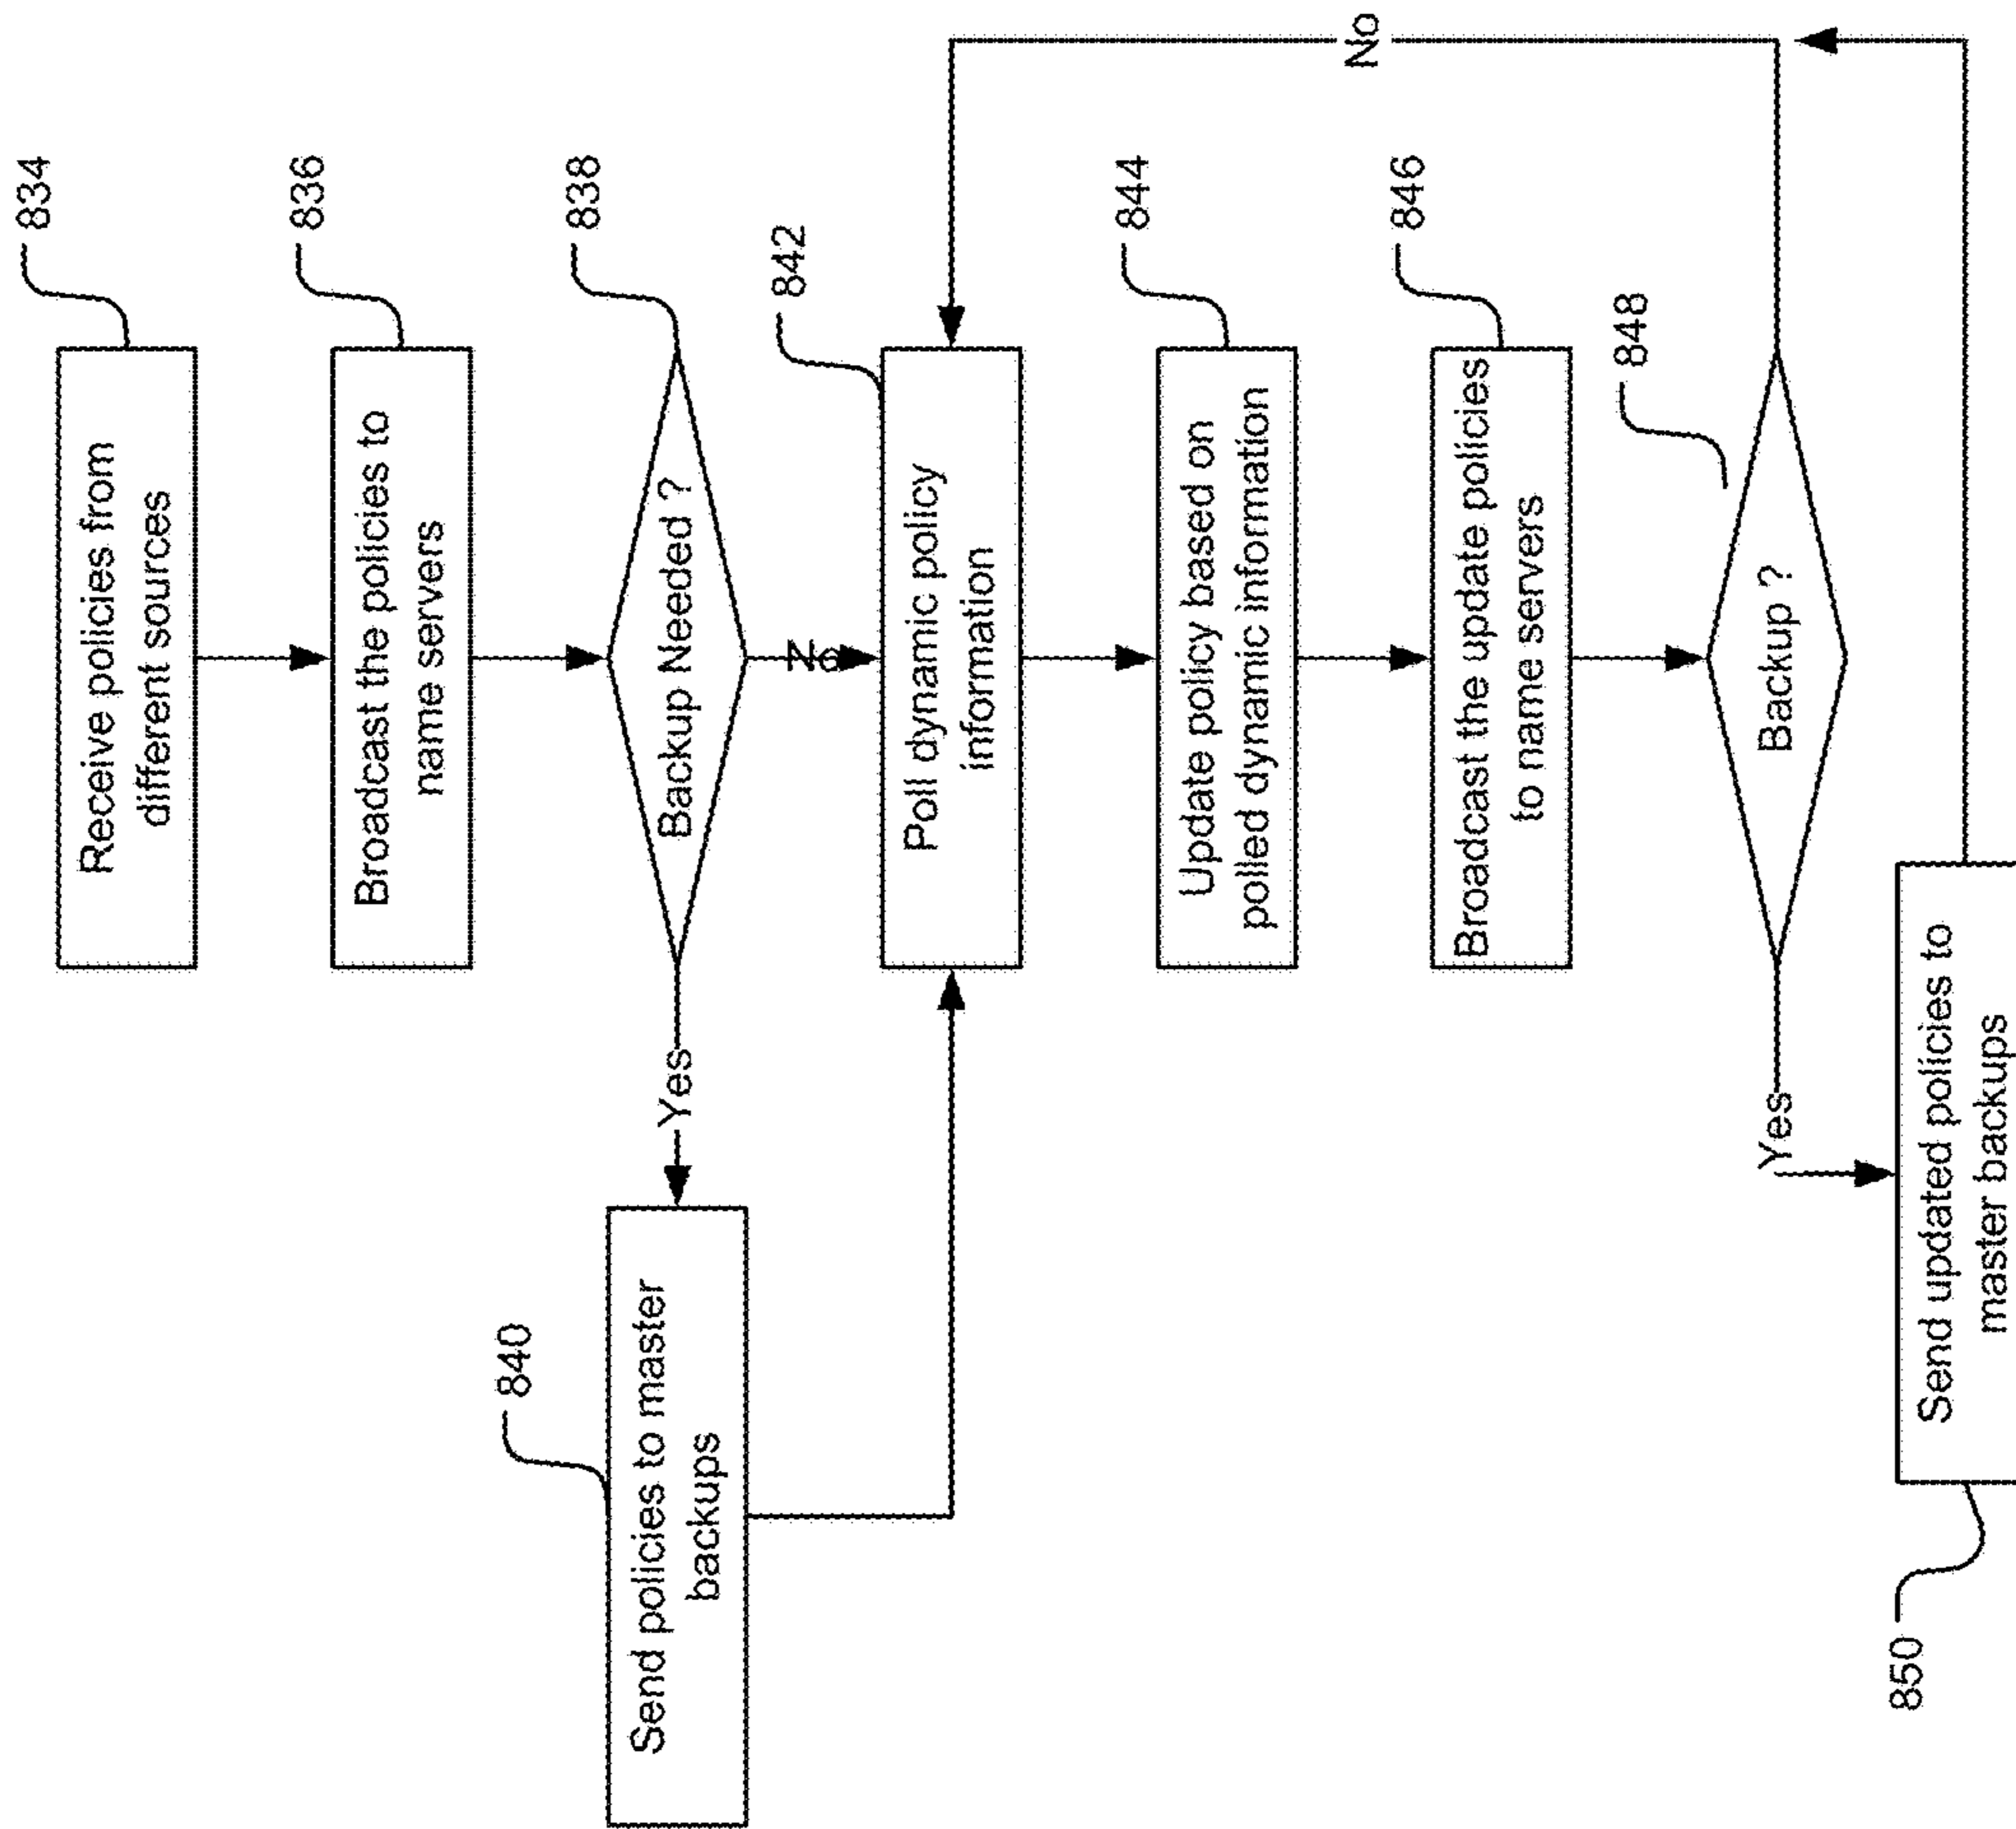 834
Receive policies from
different sources
836
Broadcast the policies to
name servers
838
Backup Needed ?
Yes
No
840
Send policies to master
backups
842
Poll dynamic policy
information
844
Update policy based on
polled dynamic information
846
Broadcast the update policies
to name servers
848
Backup ?
No
Yes
850
Send updated policies to
master backups